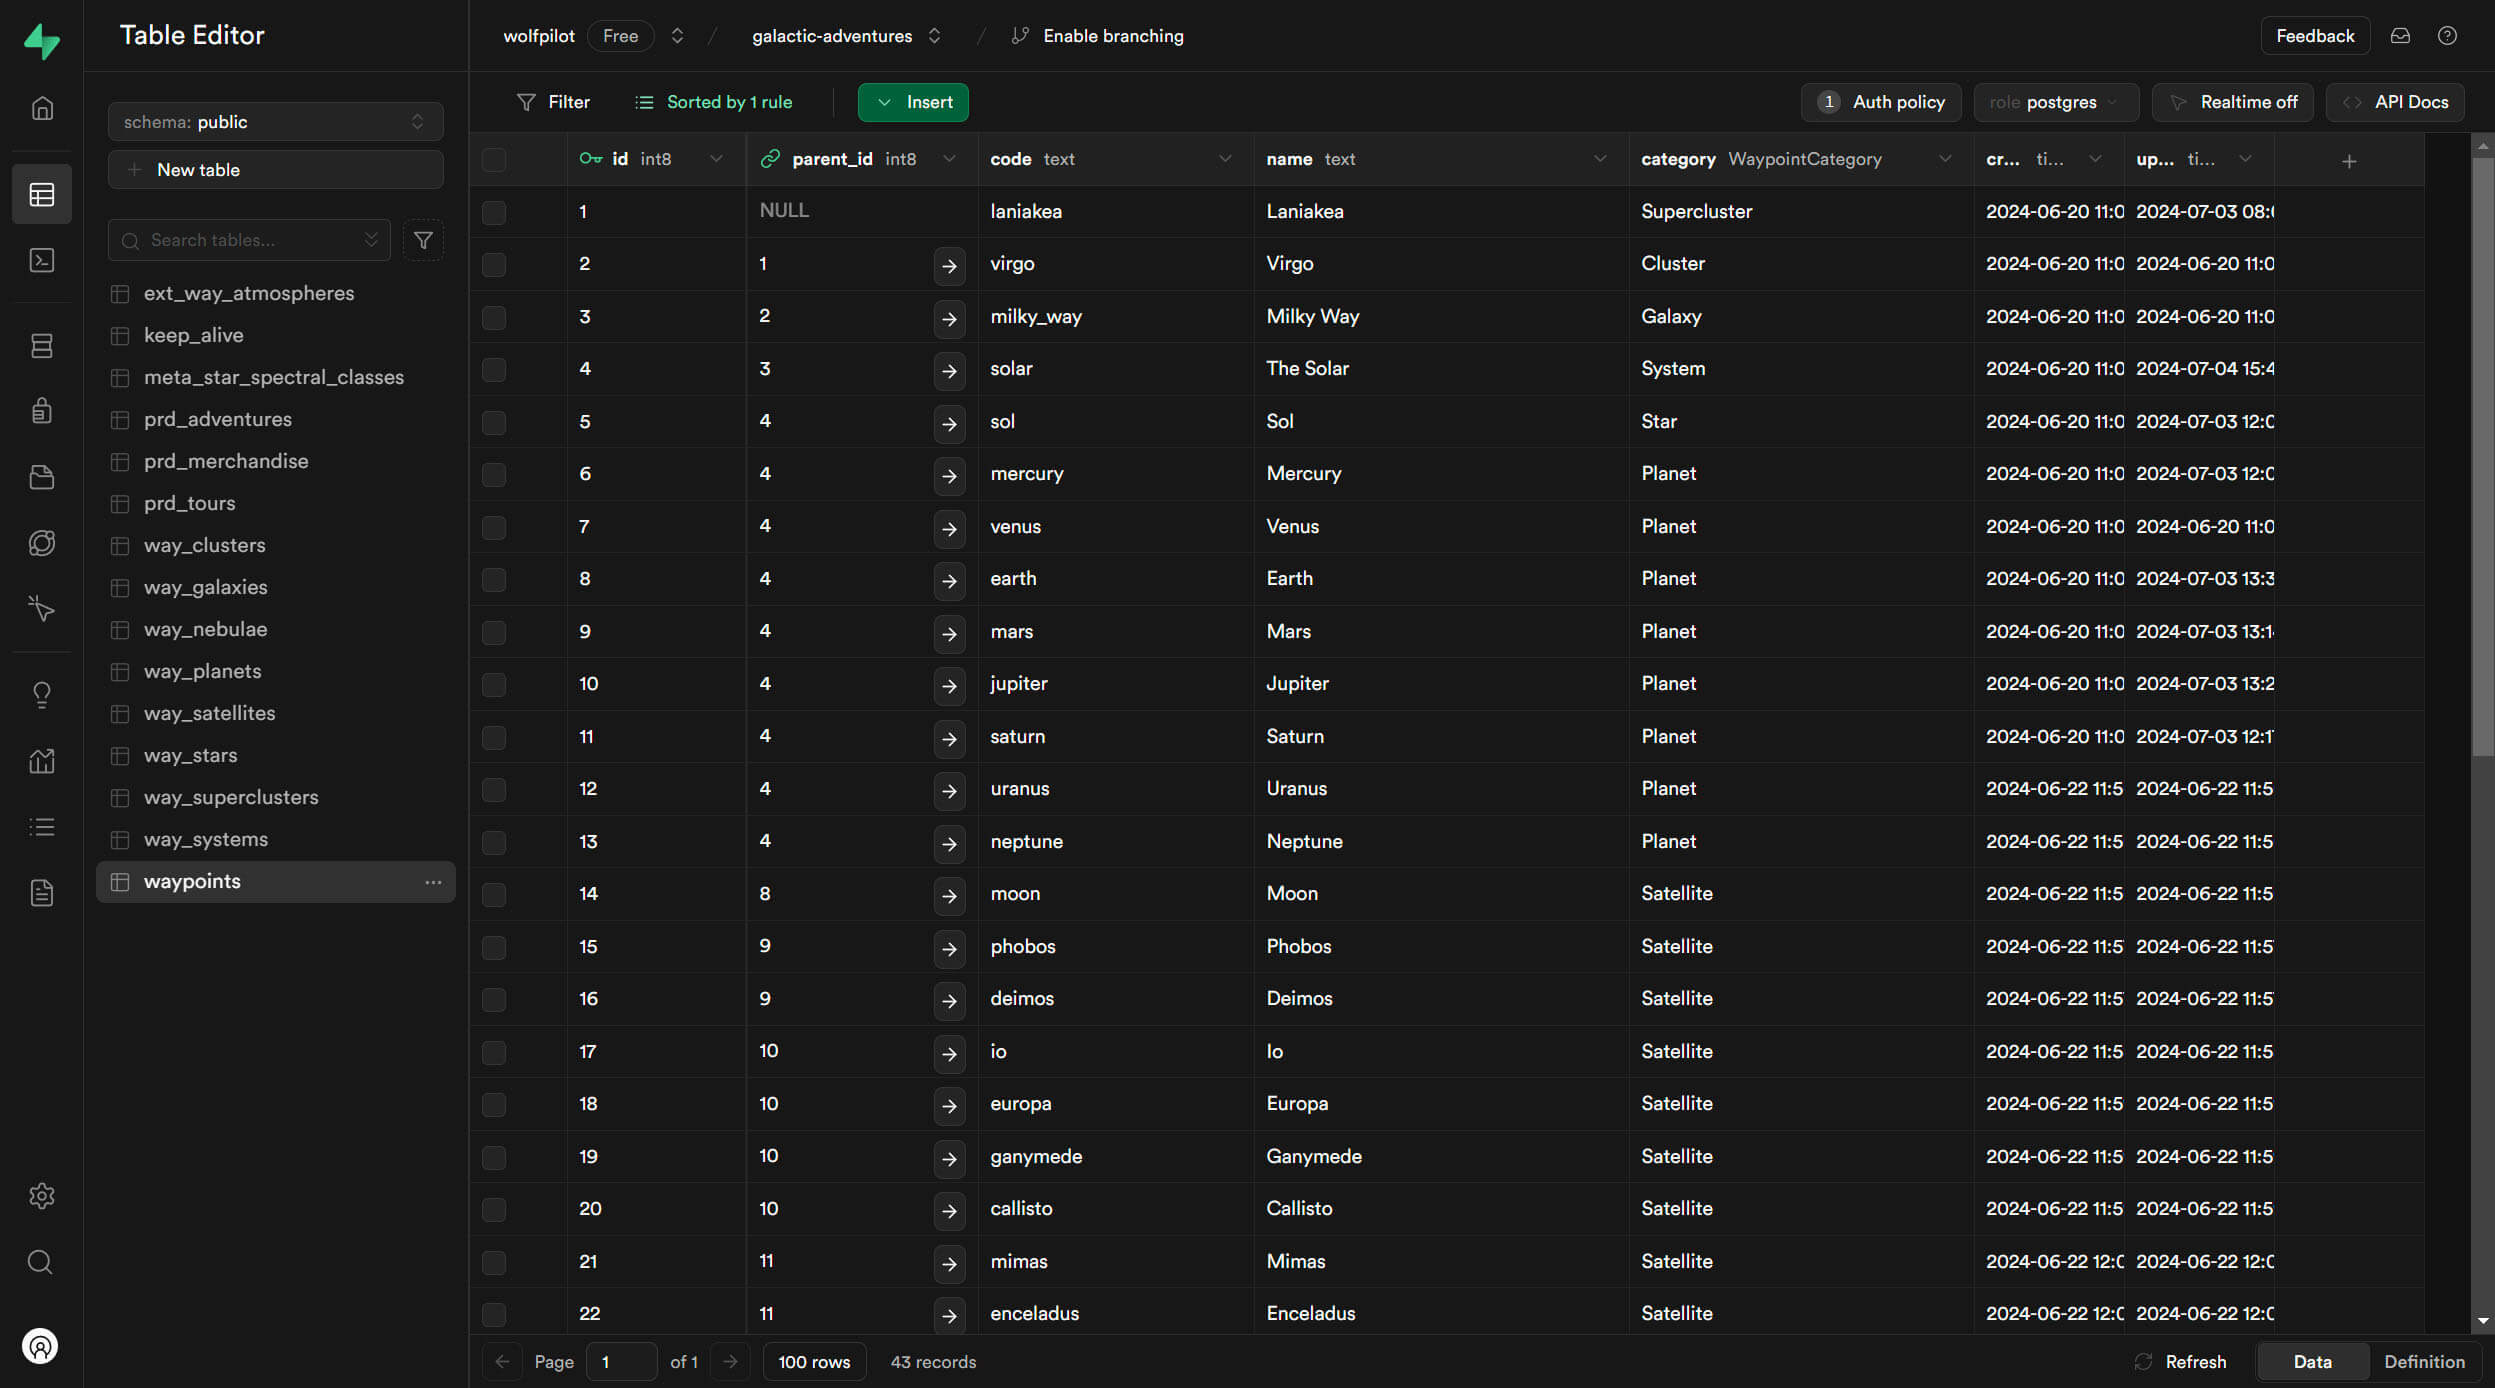 Table Editor
wolfpilot Free / galactic-adventures / Enable branching
Feedback
schema: public
New table
Search tables...
ext_way_atmospheres
keep_alive
meta_star_spectral_classes
prd_adventures
prd_merchandise
prd_tours
way_clusters
way_galaxies
way_nebulae
way_planets
way_satellites
way_stars
way_superclusters
way_systems
waypoints
Filter Sorted by 1 rule Insert
1 Auth policy role postgres Realtime off API Docs
id int8 parent_id int8 code text name text category WaypointCategory cr... ti... up... ti...
1 NULL laniakea Laniakea Supercluster 2024-06-20 11:0 2024-07-03 08:0
2 1 virgo Virgo Cluster 2024-06-20 11:0 2024-06-20 11:0
3 2 milky_way Milky Way Galaxy 2024-06-20 11:0 2024-06-20 11:0
4 3 solar The Solar System 2024-06-20 11:0 2024-07-04 15:4
5 4 sol Sol Star 2024-06-20 11:0 2024-07-03 12:0
6 4 mercury Mercury Planet 2024-06-20 11:0 2024-07-03 12:0
7 4 venus Venus Planet 2024-06-20 11:0 2024-06-20 11:0
8 4 earth Earth Planet 2024-06-20 11:0 2024-07-03 13:3
9 4 mars Mars Planet 2024-06-20 11:0 2024-07-03 13:1
10 4 jupiter Jupiter Planet 2024-06-20 11:0 2024-07-03 13:2
11 4 saturn Saturn Planet 2024-06-20 11:0 2024-07-03 12:1
12 4 uranus Uranus Planet 2024-06-22 11:5 2024-06-22 11:5
13 4 neptune Neptune Planet 2024-06-22 11:5 2024-06-22 11:5
14 8 moon Moon Satellite 2024-06-22 11:5 2024-06-22 11:5
15 9 phobos Phobos Satellite 2024-06-22 11:5 2024-06-22 11:5
16 9 deimos Deimos Satellite 2024-06-22 11:5 2024-06-22 11:5
17 10 io Io Satellite 2024-06-22 11:5 2024-06-22 11:5
18 10 europa Europa Satellite 2024-06-22 11:5 2024-06-22 11:5
19 10 ganymede Ganymede Satellite 2024-06-22 11:5 2024-06-22 11:5
20 10 callisto Callisto Satellite 2024-06-22 11:5 2024-06-22 11:5
21 11 mimas Mimas Satellite 2024-06-22 12:0 2024-06-22 12:0
22 11 enceladus Enceladus Satellite 2024-06-22 12:0 2024-06-22 12:0
Page 1 of 1 100 rows 43 records
Refresh Data Definition